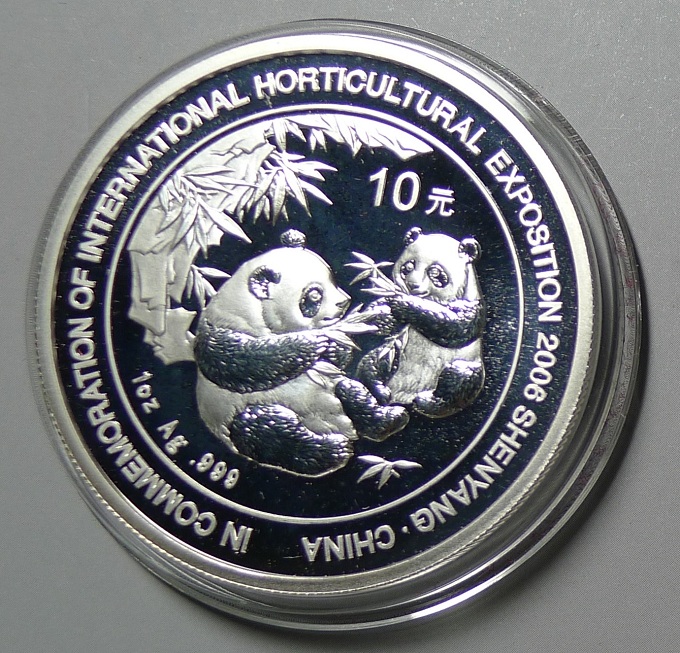 IN COMMEMORATION OF INTERNATIONAL HORTICULTURAL EXPOSITION 2006 SHENYANG · CHINA
10元
1oz Ag .999